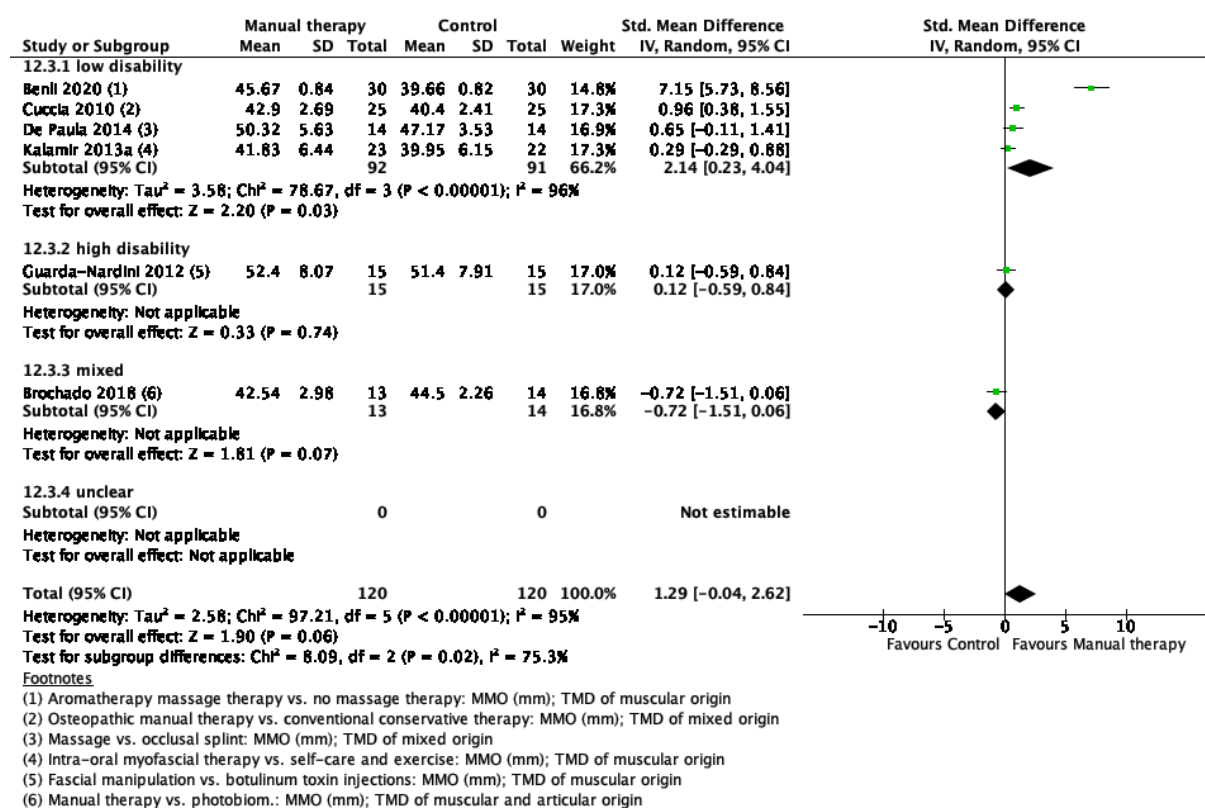 Manual therapy Control Std. Mean Difference Std. Mean Difference
Study or Subgroup Mean SD Total Mean SD Total Weight IV, Random, 95% CI IV, Random, 95% CI
12.3.1 low disability
Benli 2020 (1) 45.67 0.84 30 39.66 0.82 30 14.8% 7.15 [5.73, 8.56]
Cuccia 2010 (2) 42.9 2.69 25 40.4 2.41 25 17.3% 0.96 [0.38, 1.55]
De Paula 2014 (3) 50.32 5.63 14 47.17 3.53 14 16.9% 0.65 [-0.11, 1.41]
Kalamir 2013a (4) 41.83 6.44 23 39.95 6.15 22 17.3% 0.29 [-0.29, 0.88]
Subtotal (95% CI) 92 91 66.2% 2.14 [0.23, 4.04]
Heterogeneity: Tau² = 3.58; Chi² = 78.67, df = 3 (P < 0.00001); I² = 96%
Test for overall effect: Z = 2.20 (P = 0.03)
12.3.2 high disability
Guarda-Nardini 2012 (5) 52.4 8.07 15 51.4 7.91 15 17.0% 0.12 [-0.59, 0.84]
Subtotal (95% CI) 15 15 17.0% 0.12 [-0.59, 0.84]
Heterogeneity: Not applicable
Test for overall effect: Z = 0.33 (P = 0.74)
12.3.3 mixed
Brochado 2018 (6) 42.54 2.98 13 44.5 2.26 14 16.8% -0.72 [-1.51, 0.06]
Subtotal (95% CI) 13 14 16.8% -0.72 [-1.51, 0.06]
Heterogeneity: Not applicable
Test for overall effect: Z = 1.81 (P = 0.07)
12.3.4 unclear
Subtotal (95% CI) 0 0 Not estimable
Heterogeneity: Not applicable
Test for overall effect: Not applicable
Total (95% CI) 120 120 100.0% 1.29 [-0.04, 2.62]
Heterogeneity: Tau² = 2.58; Chi² = 97.21, df = 5 (P < 0.00001); I² = 95%
Test for overall effect: Z = 1.90 (P = 0.06)
Test for subgroup differences: Chi² = 8.09, df = 2 (P = 0.02), I² = 75.3%
-10 -5 0 5 10
Favours Control Favours Manual therapy
Footnotes
(1) Aromatherapy massage therapy vs. no massage therapy: MMO (mm); TMD of muscular origin
(2) Osteopathic manual therapy vs. conventional conservative therapy: MMO (mm); TMD of mixed origin
(3) Massage vs. occlusal splint: MMO (mm); TMD of mixed origin
(4) Intra-oral myofascial therapy vs. self-care and exercise: MMO (mm); TMD of muscular origin
(5) Fascial manipulation vs. botulinum toxin injections: MMO (mm); TMD of muscular origin
(6) Manual therapy vs. photobiom.: MMO (mm); TMD of muscular and articular origin